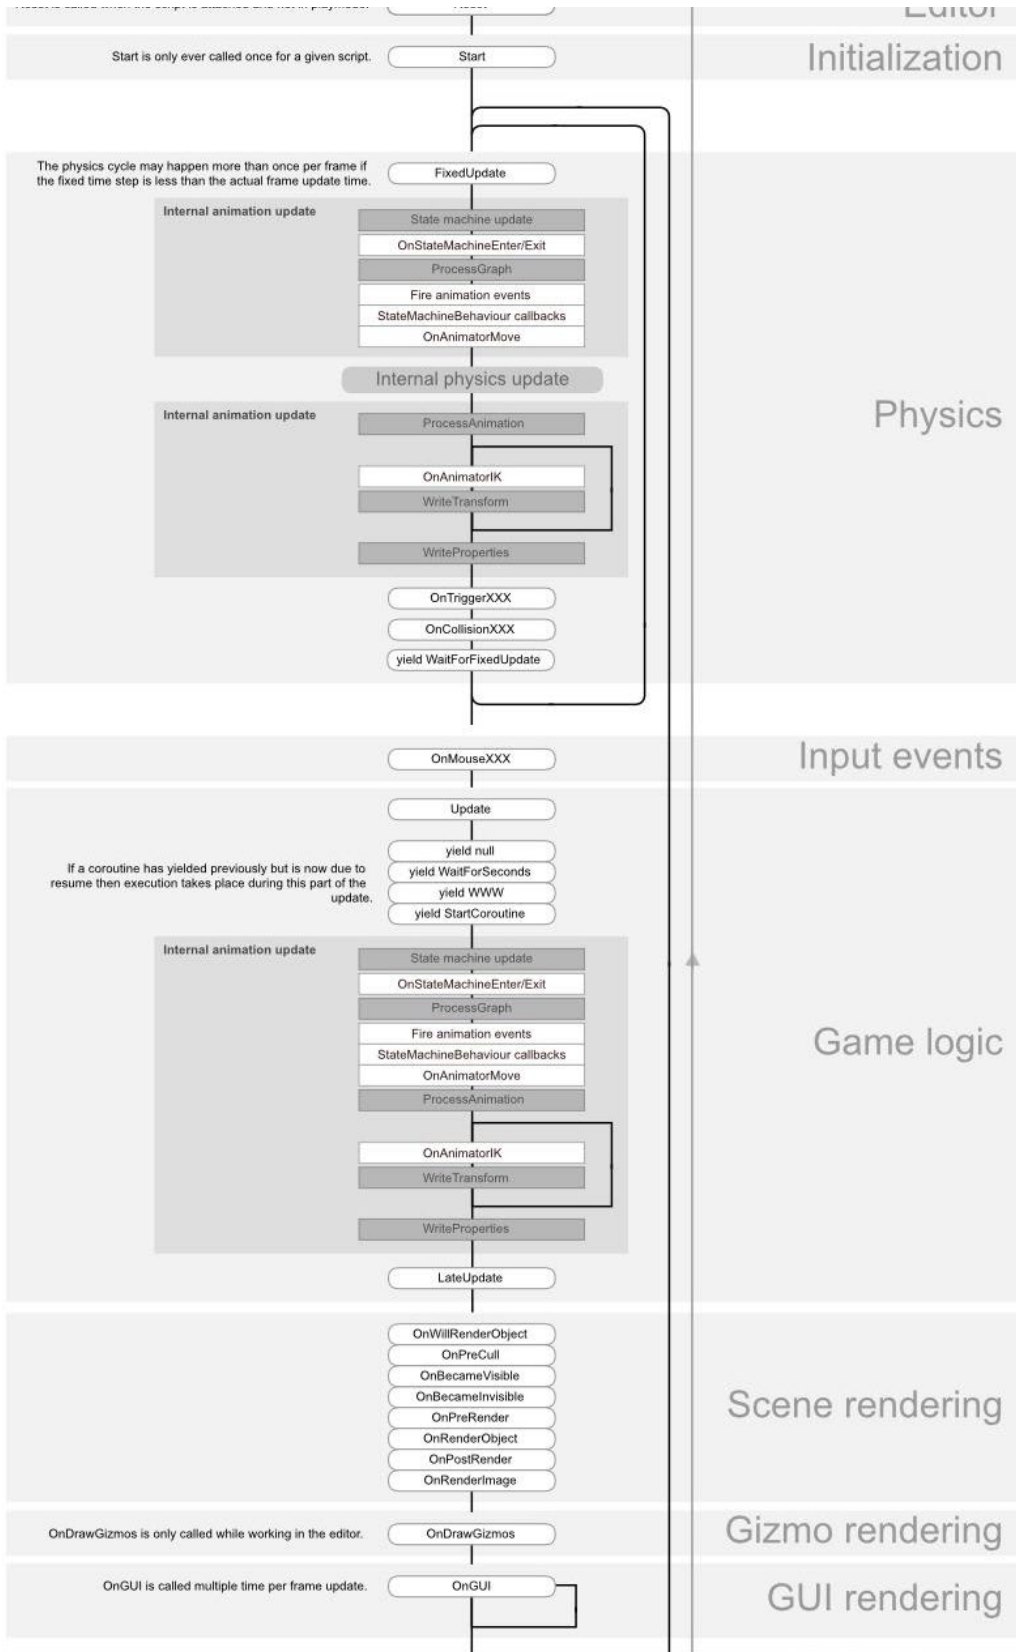 Editor
Start is only ever called once for a given script.
Start
Initialization
The physics cycle may happen more than once per frame if
the fixed time step is less than the actual frame update time.
FixedUpdate
Internal animation update
State machine update
OnStateMachineEnter/Exit
ProcessGraph
Fire animation events
StateMachineBehaviour callbacks
OnAnimatorMove
Internal physics update
Physics
Internal animation update
ProcessAnimation
OnAnimatorIK
WriteTransform
WriteProperties
OnTriggerXXX
OnCollisionXXX
yield WaitForFixedUpdate
OnMouseXXX
Input events
Update
yield null
If a coroutine has yielded previously but is now due to
resume then execution takes place during this part of the
update.
yield WaitForSeconds
yield WWW
yield StartCoroutine
Internal animation update
State machine update
OnStateMachineEnter/Exit
ProcessGraph
Fire animation events
StateMachineBehaviour callbacks
OnAnimatorMove
ProcessAnimation
Game logic
OnAnimatorIK
WriteTransform
WriteProperties
LateUpdate
OnWillRenderObject
OnPreCull
OnBecameVisible
OnBecameInvisible
OnPreRender
OnRenderObject
OnPostRender
OnRenderImage
Scene rendering
OnDrawGizmos is only called while working in the editor.
OnDrawGizmos
Gizmo rendering
OnGUI is called multiple time per frame update.
OnGUI
GUI rendering